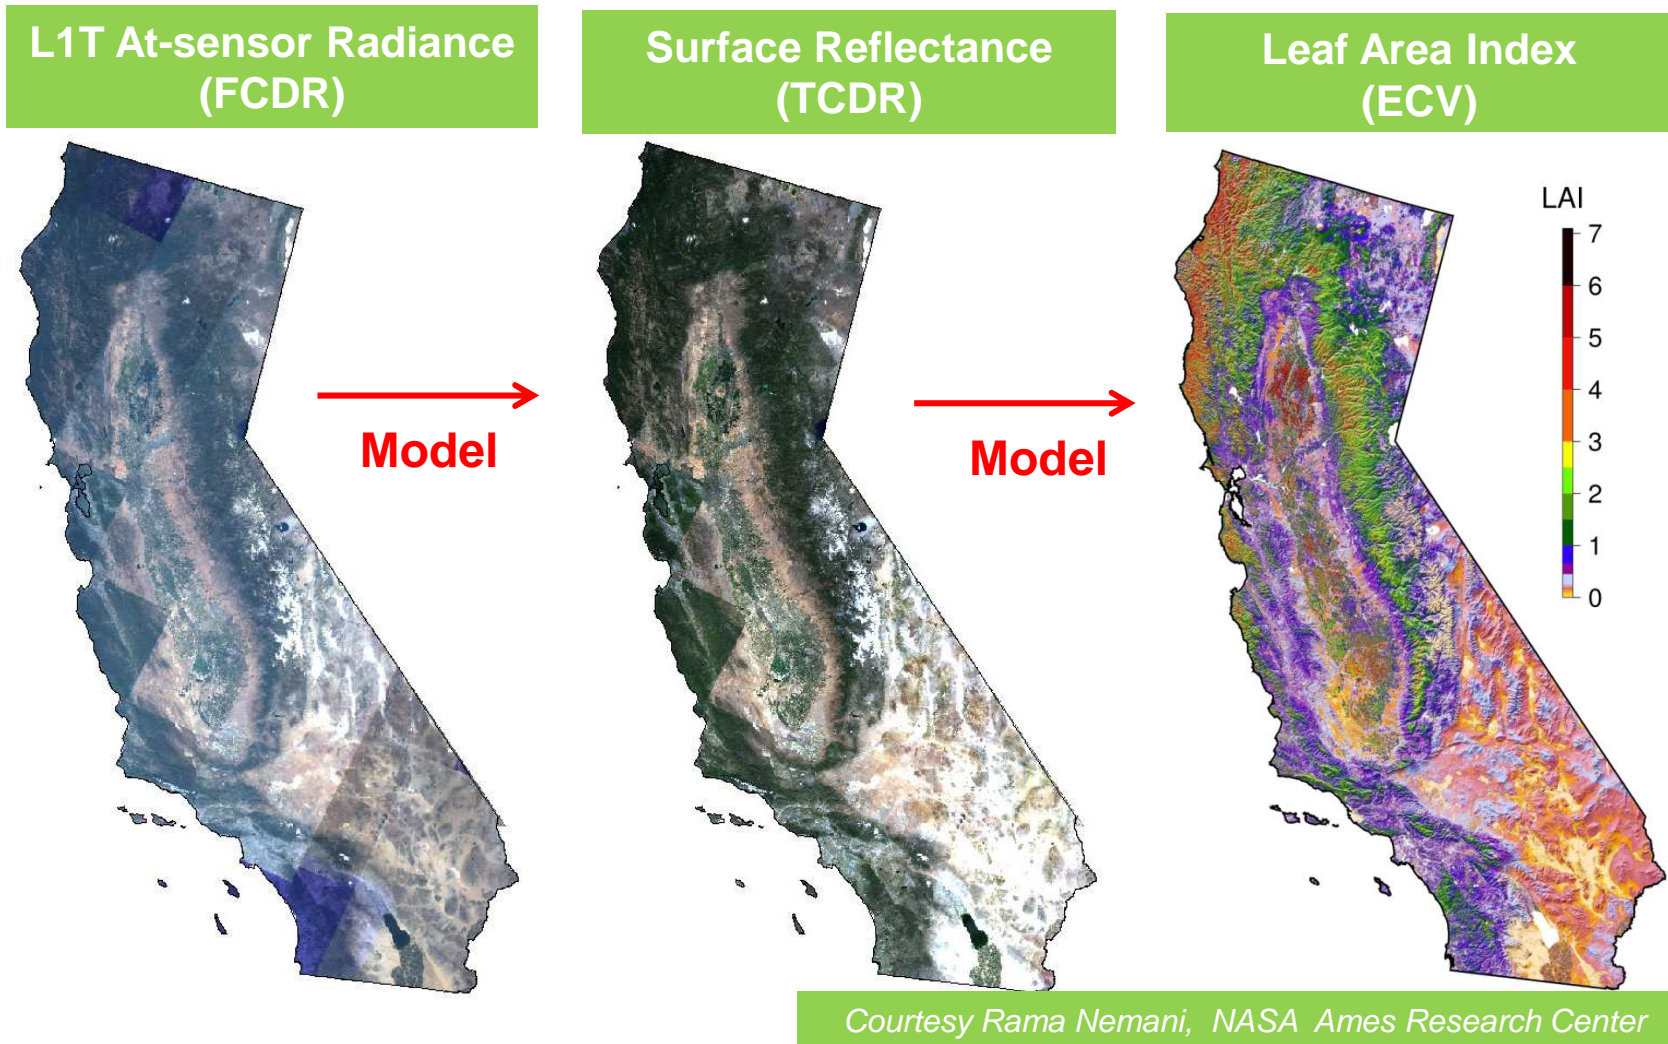 L1T At-sensor Radiance
(FCDR)
Surface Reflectance
(TCDR)
Leaf Area Index
(ECV)
Model
Model
LAI
7
6
5
4
3
2
1
0
Courtesy Rama Nemani, NASA Ames Research Center